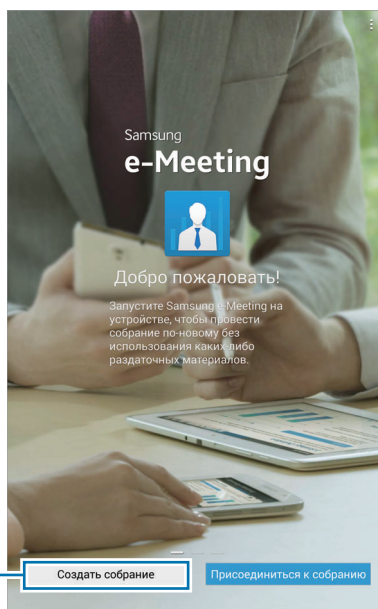 Samsung
e-Meeting
Добро пожаловать!
Запустите Samsung e-Meeting на
устройстве, чтобы провести
собрание по-новому без
использования каких-либо
раздаточных материалов.
Создать собрание
Присоединиться к собранию